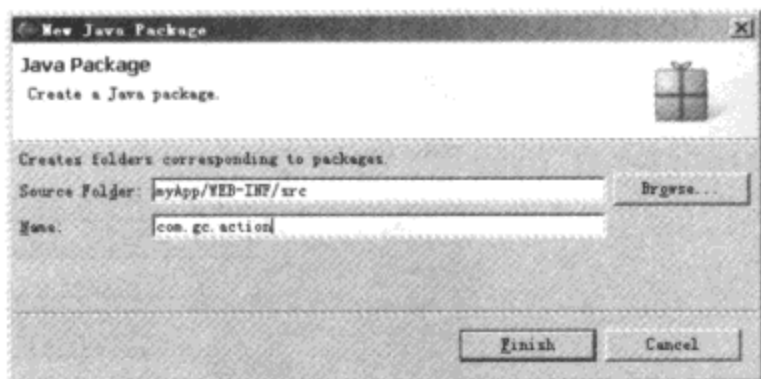 New Java Package
Java Package
Create a Java package.
Creates folders corresponding to packages.
Source Folder: myApp/WEB-INF/src Browse...
Name: com.gc.action
Finish Cancel